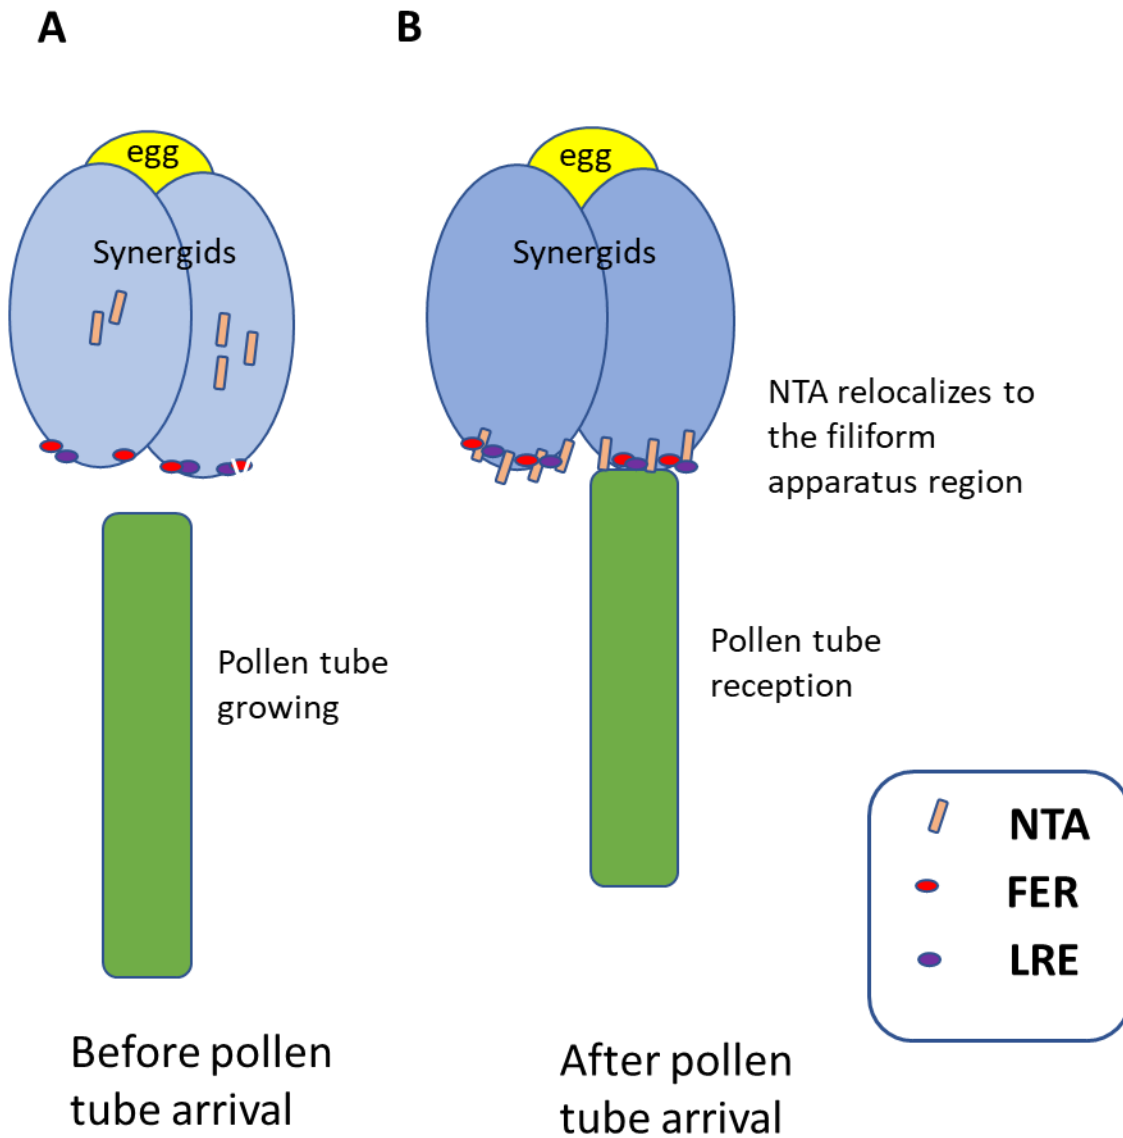 A
B
egg
Synergids
egg
Synergids
NTA relocalizes to
the filiform
apparatus region
Pollen tube
growing
Pollen tube
reception
NTA
FER
LRE
Before pollen
tube arrival
After pollen
tube arrival